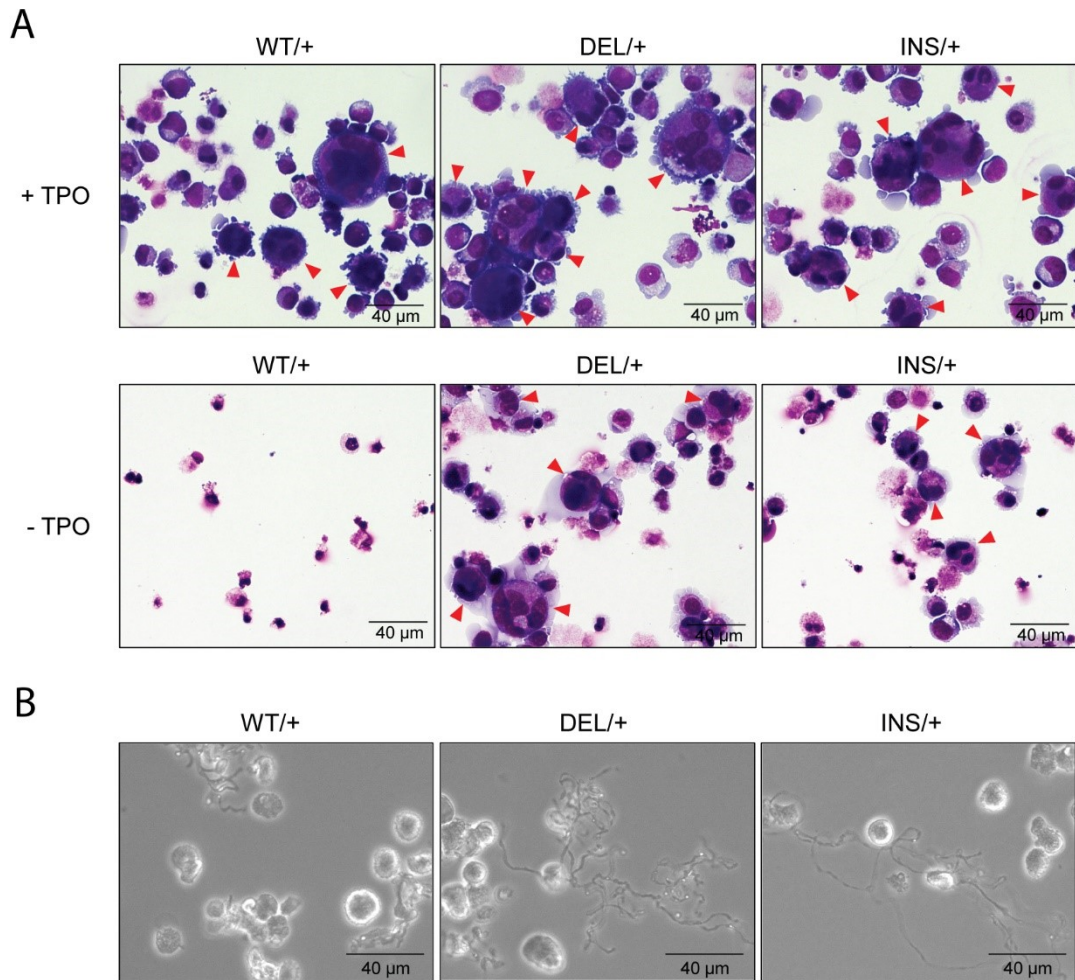 A
WT/+ DEL/+ INS/+
+ TPO
40 µm 40 µm 40 µm
WT/+ DEL/+ INS/+
- TPO
40 µm 40 µm 40 µm
B
WT/+ DEL/+ INS/+
40 µm 40 µm 40 µm